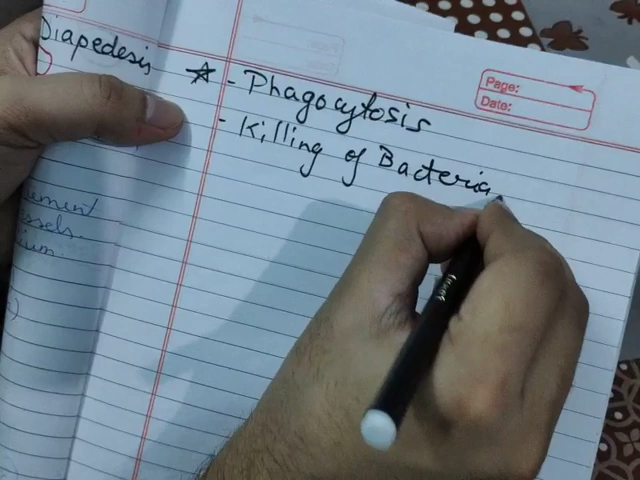 Diapedesis
☆ - Phagocytosis
Page:
Date:
- Killing of Bacteria